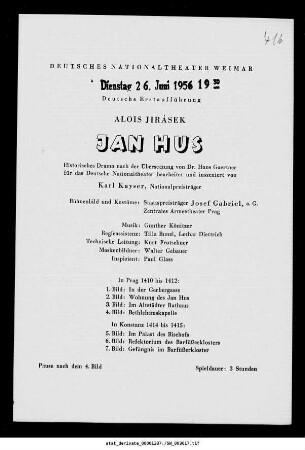 416
DEUTSCHES NATIONALTHEATER WEIMAR
Dienstag 26. Juni 1956 19 30
Deutsche Erstaufführung
ALOIS JIRÁSEK
JAN HUS
Historisches Drama nach der Übersetzung von Dr. Hans Gaertner
für das Deutsche Nationaltheater bearbeitet und inszeniert von
Karl Kayser, Nationalpreisträger
Bühnenbild und Kostüme: Staatspreisträger Josef Gabriel, a. G.
Zentrales Armeetheater Prag
Musik: Günther Kösnitzer
Regieassistenz: Tilla Broel, Lothar Dietrich
Technische Leitung: Kurt Pretschner
Maskenbildner: Walter Gebauer
Inspizient: Paul Glass
In Prag 1410 bis 1412:
1. Bild: In der Gerbergasse
2. Bild: Wohnung des Jan Hus
3. Bild: Im Altstädter Rathaus
4. Bild: Bethlehemskapelle
In Konstanz 1414 bis 1415:
5. Bild: Im Palast des Bischofs
6. Bild: Refektorium des Barfüßerklosters
7. Bild: Gefängnis im Barfüßerkloster
Pause nach dem 4. Bild
Spieldauer: 3 Stunden